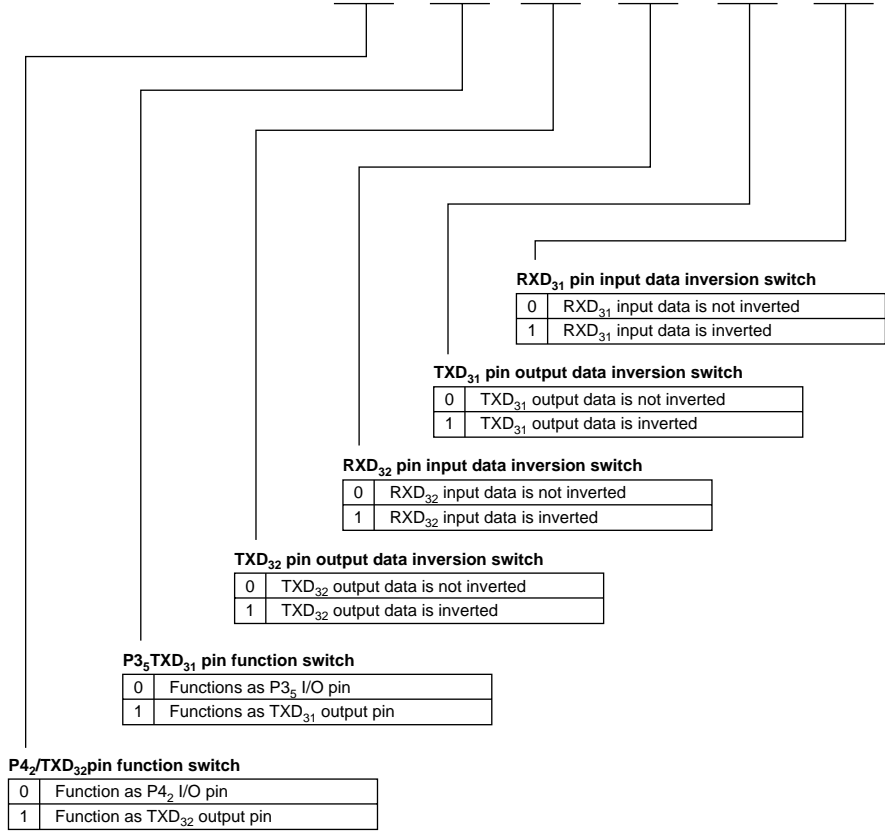 RXD₃₁ pin input data inversion switch
0 RXD₃₁ input data is not inverted
1 RXD₃₁ input data is inverted
TXD₃₁ pin output data inversion switch
0 TXD₃₁ output data is not inverted
1 TXD₃₁ output data is inverted
RXD₃₂ pin input data inversion switch
0 RXD₃₂ input data is not inverted
1 RXD₃₂ input data is inverted
TXD₃₂ pin output data inversion switch
0 TXD₃₂ output data is not inverted
1 TXD₃₂ output data is inverted
P3₅TXD₃₁ pin function switch
0 Functions as P3₅ I/O pin
1 Functions as TXD₃₁ output pin
P4₂/TXD₃₂pin function switch
0 Function as P4₂ I/O pin
1 Function as TXD₃₂ output pin